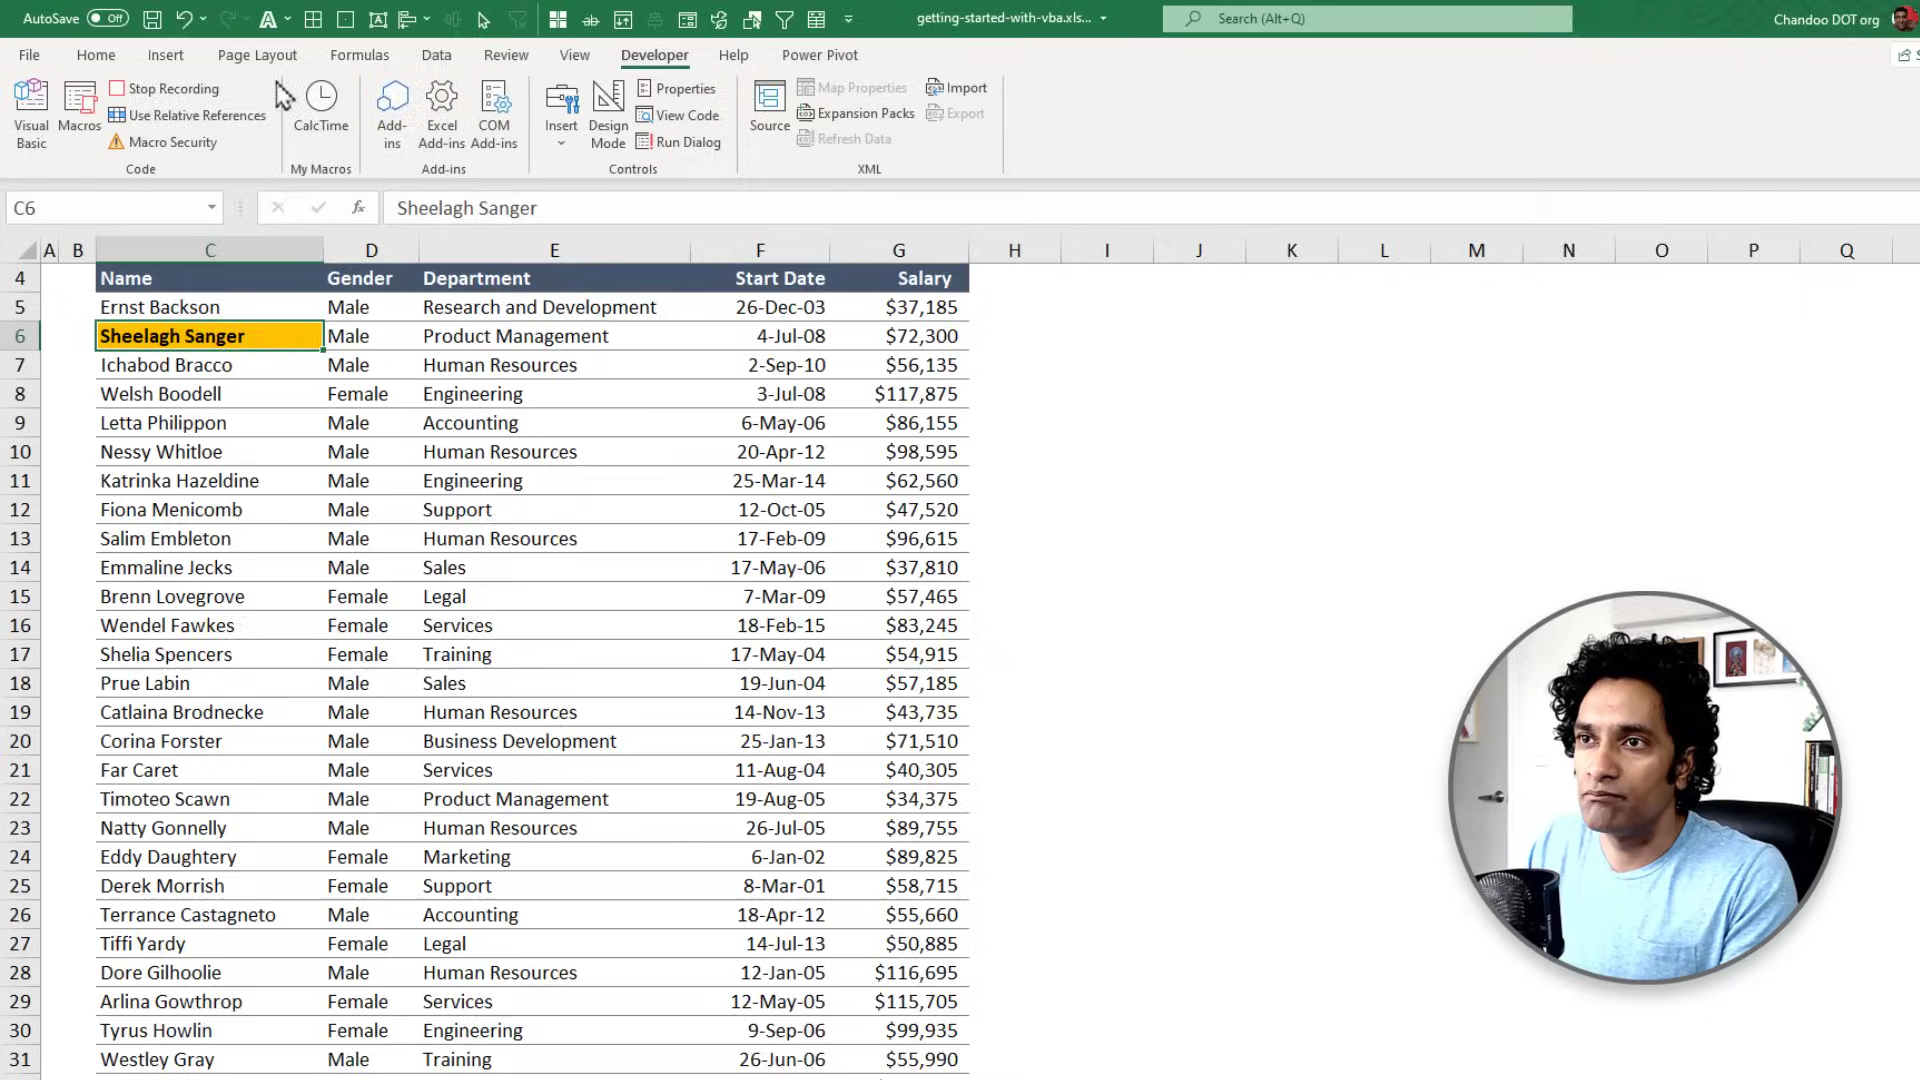 AutoSave Off getting-started-with-vba.xls... Search (Alt+Q) Chandoo DOT org
File Home Insert Page Layout Formulas Data Review View Developer Help Power Pivot
Visual Basic
Macros
Stop Recording
Use Relative References
Macro Security
Code
CalcTime
My Macros
Add-ins
Excel Add-ins
COM Add-ins
Add-ins
Insert
Design Mode
Properties
View Code
Run Dialog
Controls
Source
Map Properties
Expansion Packs
Refresh Data
Import
Export
XML
C6 fx Sheelagh Sanger
A B C D E F G H I J K L M N O P Q
4 Name Gender Department Start Date Salary
5 Ernst Backson Male Research and Development 26-Dec-03 $37,185
6 Sheelagh Sanger Male Product Management 4-Jul-08 $72,300
7 Ichabod Bracco Male Human Resources 2-Sep-10 $56,135
8 Welsh Boodell Female Engineering 3-Jul-08 $117,875
9 Letta Philippon Male Accounting 6-May-06 $86,155
10 Nessy Whitloe Male Human Resources 20-Apr-12 $98,595
11 Katrinka Hazeldine Male Engineering 25-Mar-14 $62,560
12 Fiona Menicomb Male Support 12-Oct-05 $47,520
13 Salim Embleton Male Human Resources 17-Feb-09 $96,615
14 Emmaline Jecks Male Sales 17-May-06 $37,810
15 Brenn Lovegrove Female Legal 7-Mar-09 $57,465
16 Wendel Fawkes Female Services 18-Feb-15 $83,245
17 Shelia Spencers Female Training 17-May-04 $54,915
18 Prue Labin Male Sales 19-Jun-04 $57,185
19 Catlaina Brodnecke Male Human Resources 14-Nov-13 $43,735
20 Corina Forster Male Business Development 25-Jan-13 $71,510
21 Far Caret Male Services 11-Aug-04 $40,305
22 Timoteo Scawn Male Product Management 19-Aug-05 $34,375
23 Natty Gonnelly Male Human Resources 26-Jul-05 $89,755
24 Eddy Daughtery Female Marketing 6-Jan-02 $89,825
25 Derek Morrish Female Support 8-Mar-01 $58,715
26 Terrance Castagneto Male Accounting 18-Apr-12 $55,660
27 Tiffi Yardy Female Legal 14-Jul-13 $50,885
28 Dore Gilhoolie Male Human Resources 12-Jan-05 $116,695
29 Arlina Gowthrop Female Services 12-May-05 $115,705
30 Tyrus Howlin Female Engineering 9-Sep-06 $99,935
31 Westley Gray Male Training 26-Jun-06 $55,990